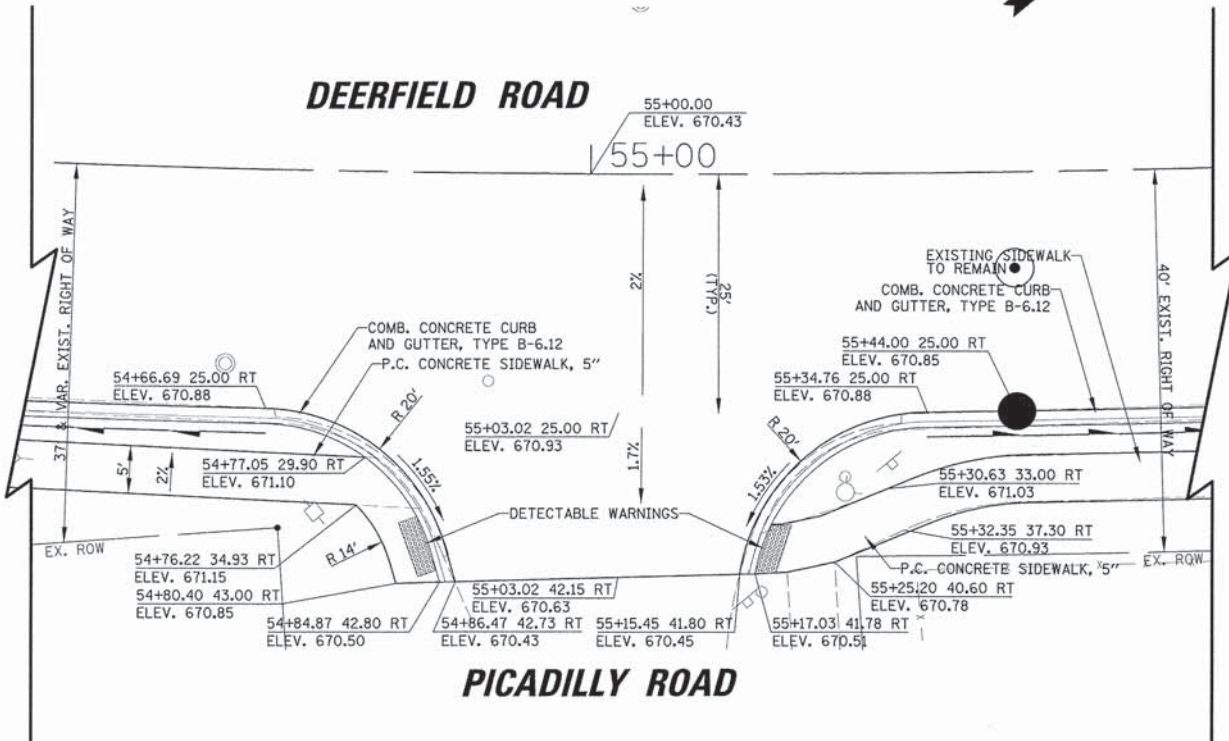 DEERFIELD ROAD
55+00.00
ELEV. 670.43
55+00
37' & VAR. EXIST. RIGHT OF WAY
2%
25'
(TYP.)
EXISTING SIDEWALK
TO REMAIN
COMB. CONCRETE CURB
AND GUTTER, TYPE B-6.12
40' EXIST. RIGHT OF WAY
COMB. CONCRETE CURB
AND GUTTER, TYPE B-6.12
P.C. CONCRETE SIDEWALK, 5"
55+44.00 25.00 RT
ELEV. 670.85
54+66.69 25.00 RT
ELEV. 670.88
55+34.76 25.00 RT
ELEV. 670.88
R 20'
55+03.02 25.00 RT
ELEV. 670.93
R 20'
5'
2%
54+77.05 29.90 RT
ELEV. 671.10
1.55%
1.7%
1.53%
55+30.63 33.00 RT
ELEV. 671.03
DETECTABLE WARNINGS
55+32.35 37.30 RT
ELEV. 670.93
EX. ROW
R 14'
54+76.22 34.93 RT
ELEV. 671.15
P.C. CONCRETE SIDEWALK, 5"
EX. ROW
54+80.40 43.00 RT
ELEV. 670.85
55+03.02 42.15 RT
ELEV. 670.63
55+25.20 40.60 RT
ELEV. 670.78
54+84.87 42.80 RT
ELEV. 670.50
54+86.47 42.73 RT
ELEV. 670.43
55+15.45 41.80 RT
ELEV. 670.45
55+17.03 41.78 RT
ELEV. 670.51
PICADILLY ROAD